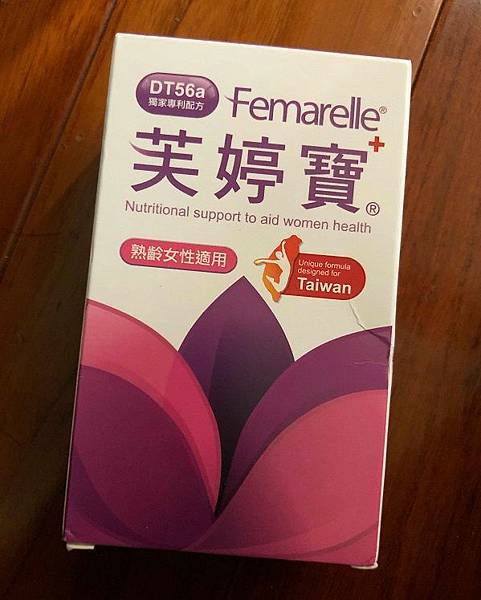 DT56a
獨家專利配方
Femarelle®
芙婷寶+®
Nutritional support to aid women health
熟齡女性適用
Unique formula
designed for
Taiwan